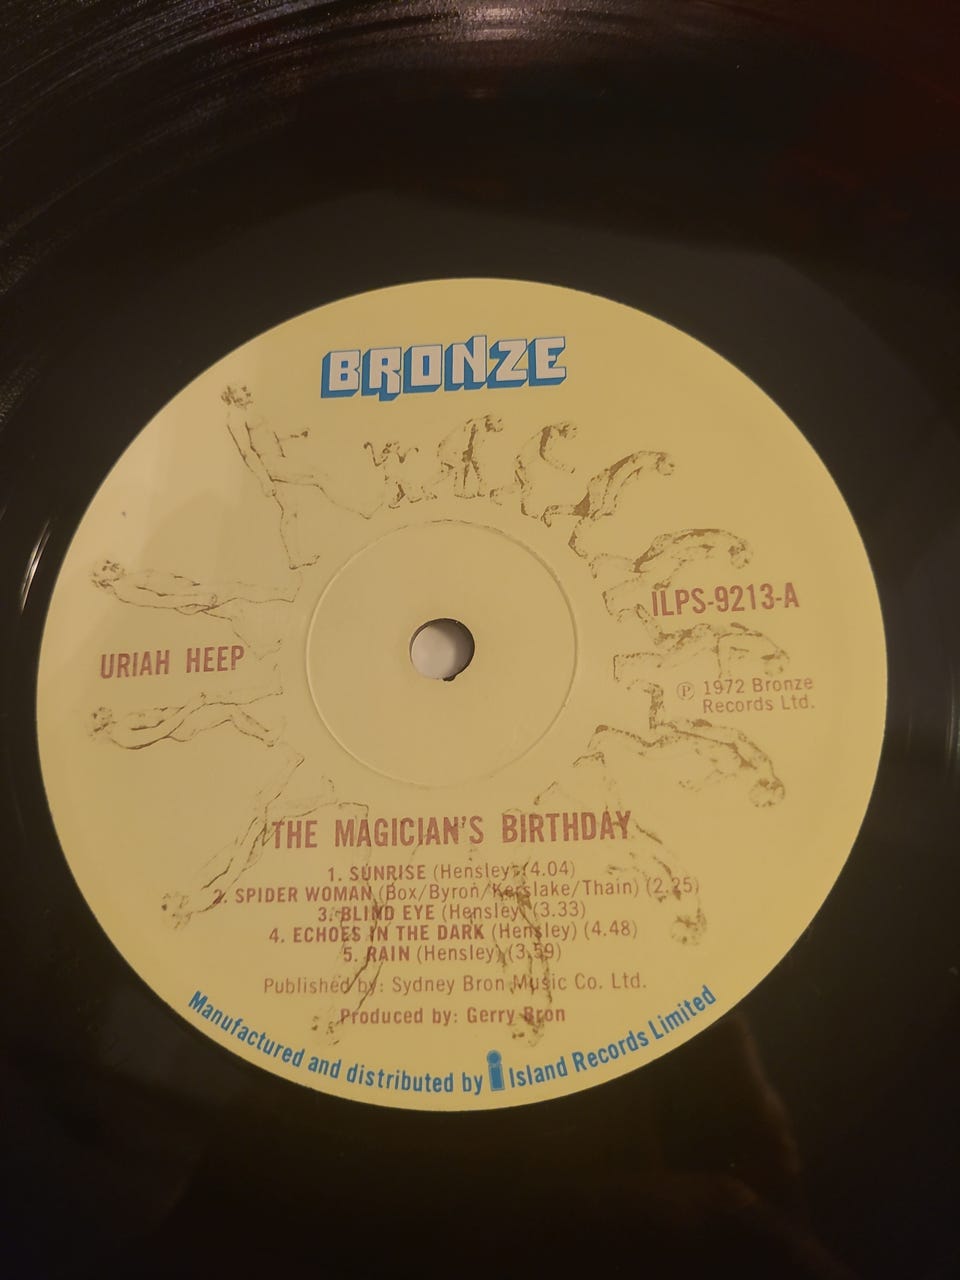 BRONZE
ILPS-9213-A
URIAH HEEP
℗ 1972 Bronze
Records Ltd.
THE MAGICIAN'S BIRTHDAY
1. SUNRISE (Hensley) (4.04)
2. SPIDER WOMAN (Box/Byron/Kerslake/Thain) (2.25)
3. BLIND EYE (Hensley) (3.33)
4. ECHOES IN THE DARK (Hensley) (4.48)
5. RAIN (Hensley) (3.59)
Published by: Sydney Bron Music Co. Ltd.
Produced by: Gerry Bron
Manufactured and distributed by i Island Records Limited